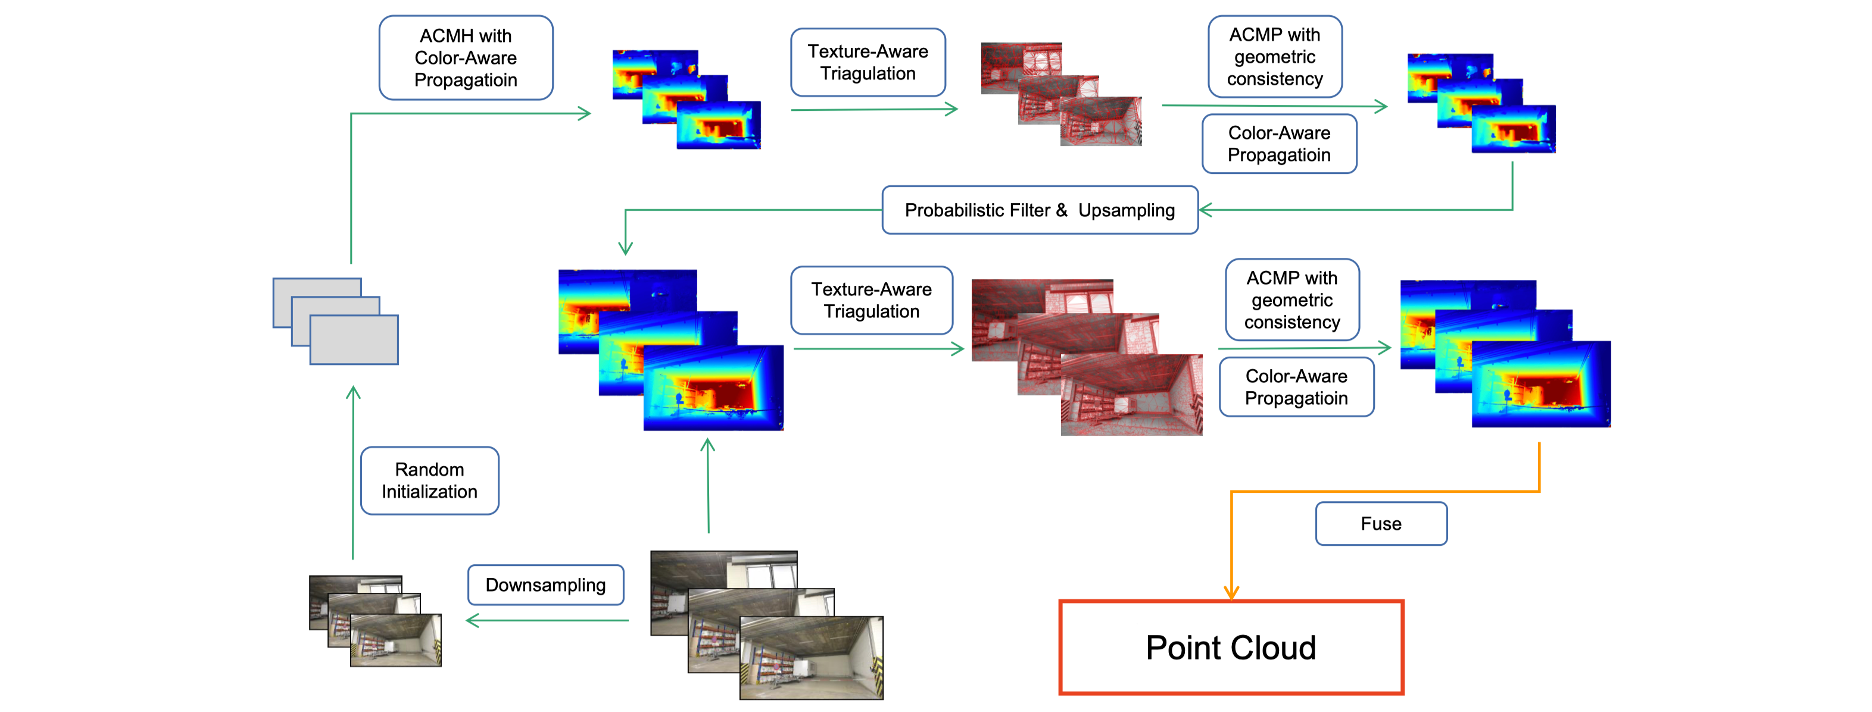 ACMH with
Color-Aware
Propagatioin
Texture-Aware
Triagulation
ACMP with
geometric
consistency
Color-Aware
Propagatioin
Probabilistic Filter & Upsampling
Texture-Aware
Triagulation
ACMP with
geometric
consistency
Color-Aware
Propagatioin
Random
Initialization
Fuse
Downsampling
Point Cloud